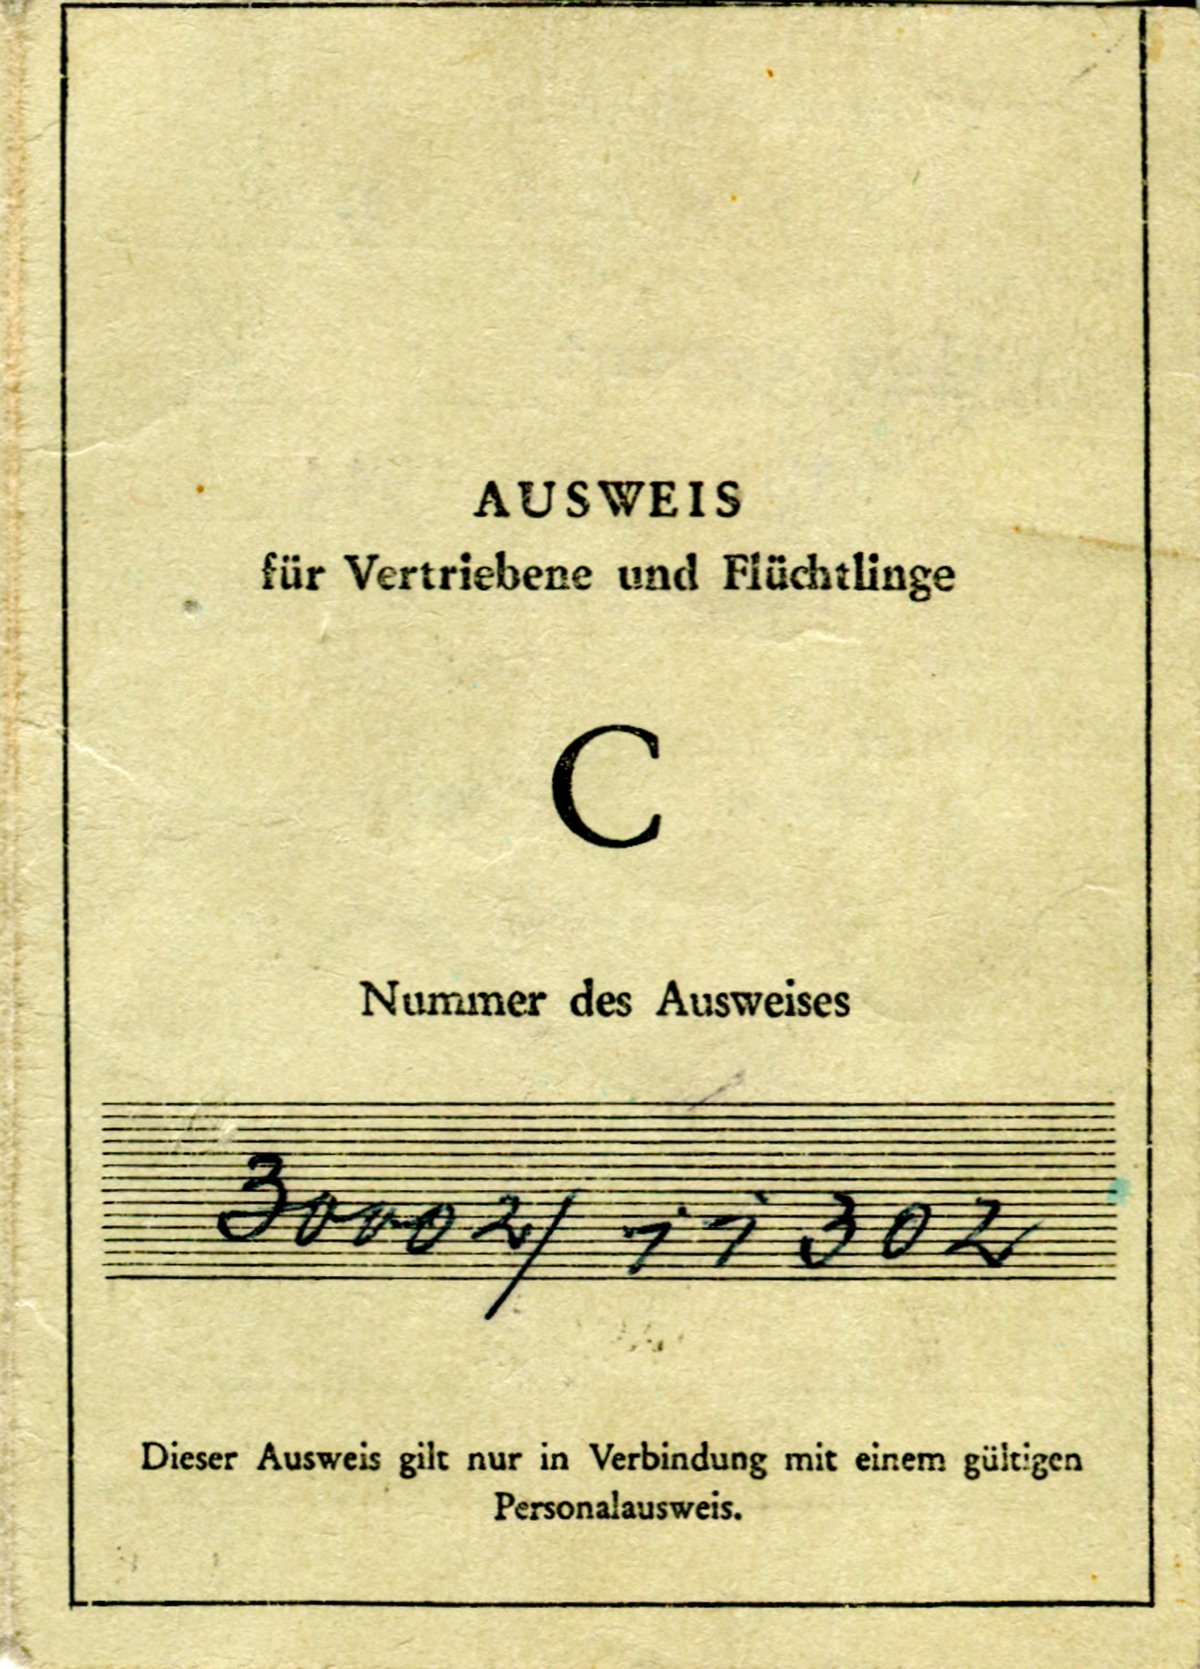 AUSWEIS
für Vertriebene und Flüchtlinge
C
Nummer des Ausweises
30002/ 11302
Dieser Ausweis gilt nur in Verbindung mit einem gültigen
Personalausweis.